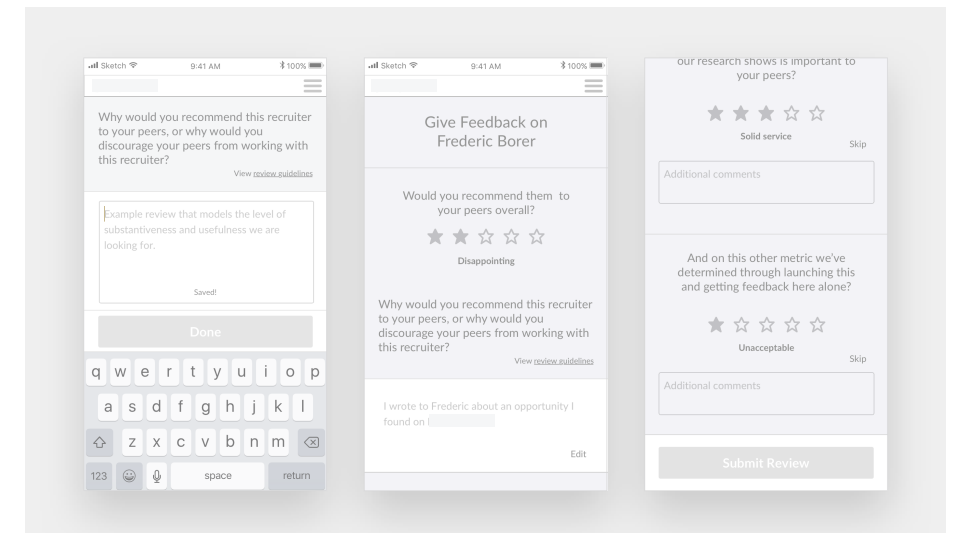 Sketch 9:41 AM 100%
Why would you recommend this recruiter
to your peers, or why would you
discourage your peers from working with
this recruiter?
View review guidelines
Example review that models the level of
substantiveness and usefulness we are
looking for.
Saved!
Done
q w e r t y u i o p
a s d f g h j k l
z x c v b n m
123 space return
Sketch 9:41 AM 100%
Give Feedback on
Frederic Borer
Would you recommend them to
your peers overall?
Disappointing
Why would you recommend this recruiter
to your peers, or why would you
discourage your peers from working with
this recruiter?
View review guidelines
I wrote to Frederic about an opportunity I
found on
Edit
our research shows is important to
your peers?
Solid service
Skip
Additional comments
And on this other metric we've
determined through launching this
and getting feedback here alone?
Unacceptable
Skip
Additional comments
Submit Review